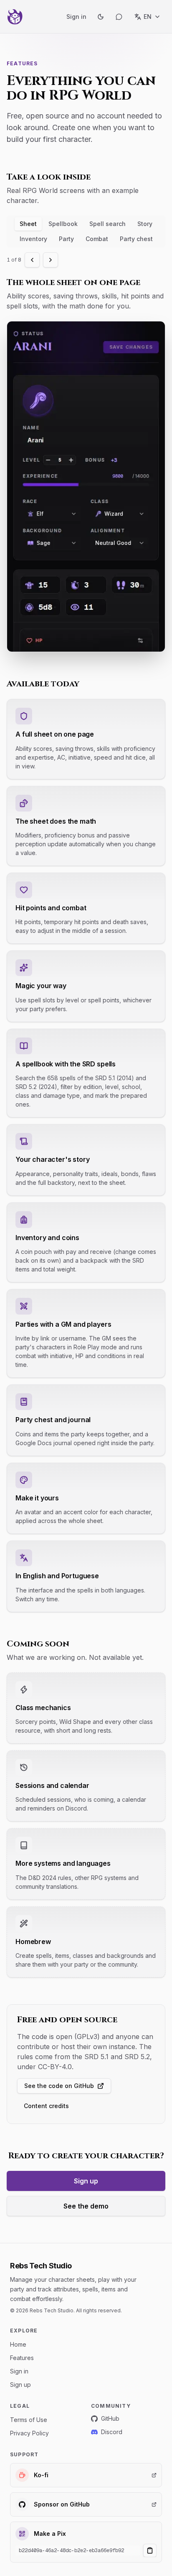 Sign in
EN
FEATURES
Everything you can
do in RPG World
Free, open source and no account needed to
look around. Create one when you want to
build your first character.
Take a look inside
Real RPG World screens with an example
character.
Sheet Spellbook Spell search Story
Inventory Party Combat Party chest
1 of 8
The whole sheet on one page
Ability scores, saving throws, skills, hit points and
spell slots, with the math done for you.
STATUS
Arani
SAVE CHANGES
NAME
Arani
LEVEL 5 BONUS +3
EXPERIENCE / 14000
RACE CLASS
Elf Wizard
BACKGROUND ALIGNMENT
Sage Neutral Good
15 3 30
5d8 11
HP
Available today
A full sheet on one page
Ability scores, saving throws, skills with proficiency
and expertise, AC, initiative, speed and hit dice, all
in view.
The sheet does the math
Modifiers, proficiency bonus and passive
perception update automatically when you change
a value.
Hit points and combat
Hit points, temporary hit points and death saves,
easy to adjust in the middle of a session.
Magic your way
Use spell slots by level or spell points, whichever
your party prefers.
A spellbook with the SRD spells
Search the 658 spells of the SRD 5.1 (2014) and
SRD 5.2 (2024), filter by edition, level, school,
class and damage type, and mark the prepared
ones.
Your character's story
Appearance, personality traits, ideals, bonds, flaws
and the full backstory, next to the sheet.
Inventory and coins
A coin pouch with pay and receive (change comes
back on its own) and a backpack with the SRD
items and total weight.
Parties with a GM and players
Invite by link or username. The GM sees the
party's characters in Role Play mode and runs
combat with initiative, HP and conditions in real
time.
Party chest and journal
Coins and items the party keeps together, and a
Google Docs journal opened right inside the party.
Make it yours
An avatar and an accent color for each character,
applied across the whole sheet.
In English and Portuguese
The interface and the spells in both languages.
Switch any time.
Coming soon
What we are working on. Not available yet.
Class mechanics
Sorcery points, Wild Shape and every other class
resource, with short and long rests.
Sessions and calendar
Scheduled sessions, who is coming, a calendar
and reminders on Discord.
More systems and languages
The D&D 2024 rules, other RPG systems and
community translations.
Homebrew
Create spells, items, classes and backgrounds and
share them with your party or the community.
Free and open source
The code is open (GPLv3) and anyone can
contribute or host their own instance. The
rules come from the SRD 5.1 and SRD 5.2,
under CC-BY-4.0.
See the code on GitHub
Content credits
Ready to create your character?
Sign up
See the demo
Rebs Tech Studio
Manage your character sheets, play with your
party and track attributes, spells, items and
combat effortlessly.
© 2026 Rebs Tech Studio. All rights reserved.
EXPLORE
Home
Features
Sign in
Sign up
LEGAL COMMUNITY
Terms of Use GitHub
Privacy Policy Discord
SUPPORT
Ko-fi
Sponsor on GitHub
Make a Pix